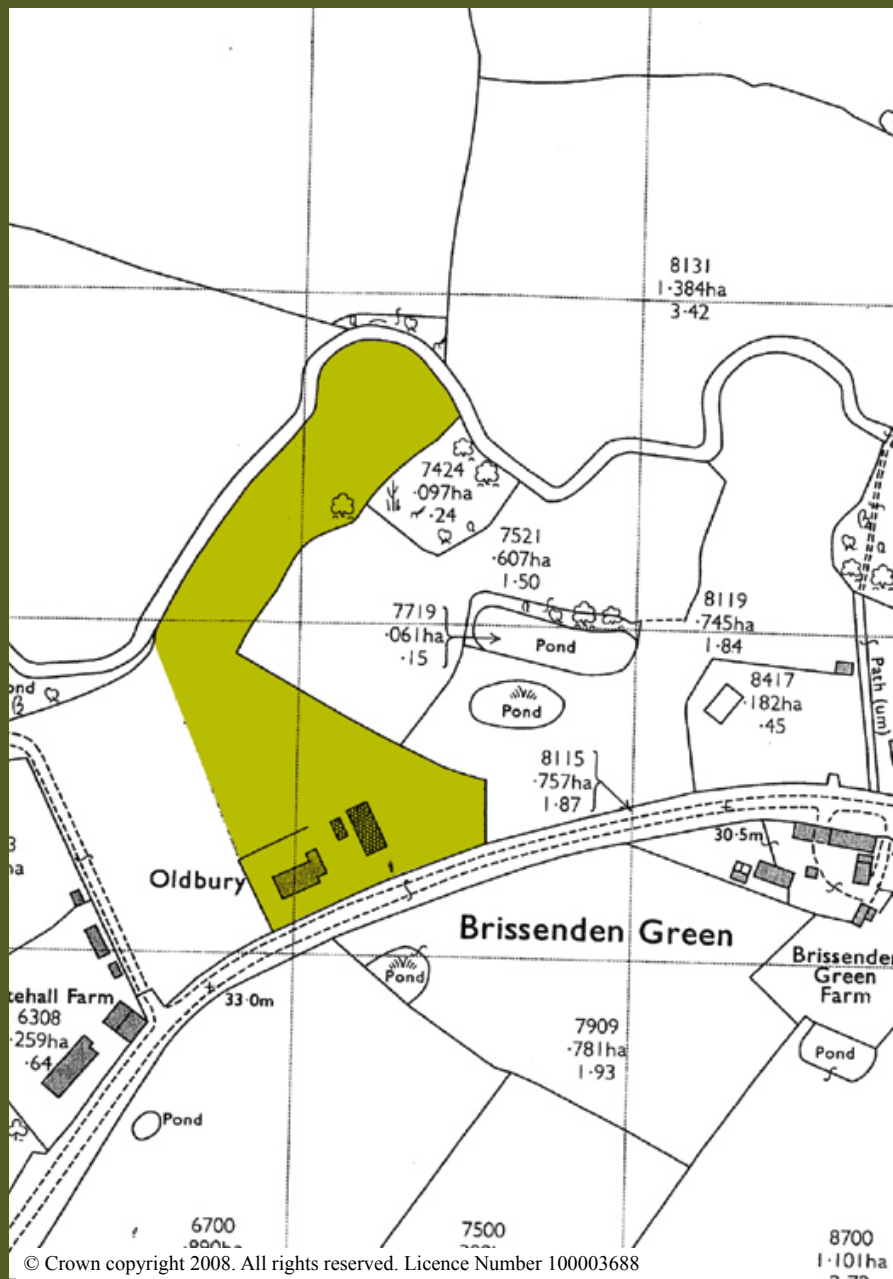 8131
1·384ha
3·42
7424
·097ha
·24
7521
·607ha
1·50
7719
·061ha
·15
Pond
8119
·745ha
1·84
8417
·182ha
·45
Path (um)
Pond
8115
·757ha
1·87
30·5m
Oldbury
Brissenden Green
Pond
Brissenden
Green
Farm
33·0m
6308
·259ha
·64
Farm
7909
·781ha
1·93
Pond
Pond
6700
7500
8700
1·101ha
© Crown copyright 2008. All rights reserved. Licence Number 100003688